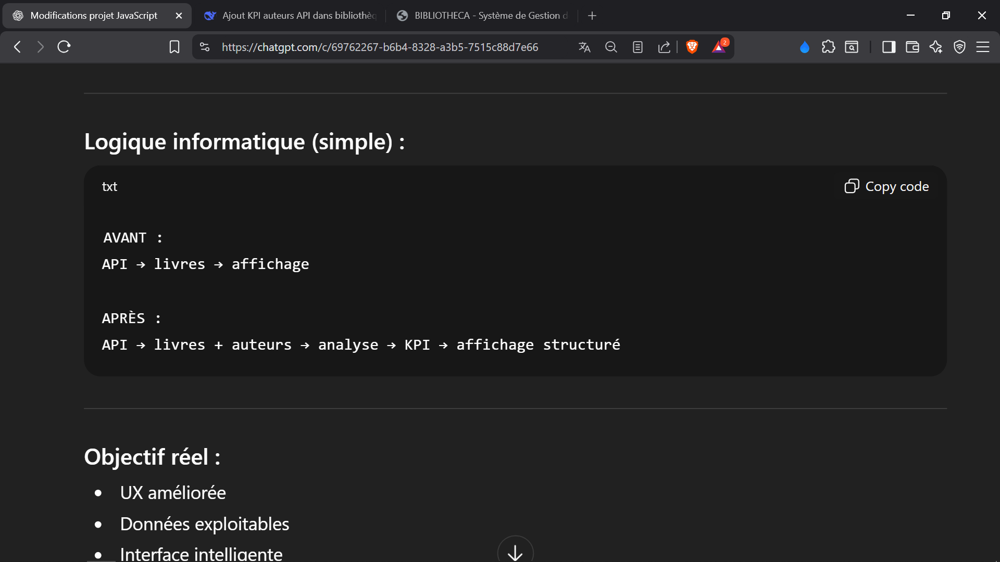 Modifications projet JavaScript
Ajout KPI auteurs API dans bibliothèq
BIBLIOTHECA - Système de Gestion d
https://chatgpt.com/c/69762267-b6b4-8328-a3b5-7515c88d7e66
2
Logique informatique (simple) :
txt
Copy code
AVANT :
API → livres → affichage
APRÈS :
API → livres + auteurs → analyse → KPI → affichage structuré
Objectif réel :
• UX améliorée
• Données exploitables
• Interface intelligente